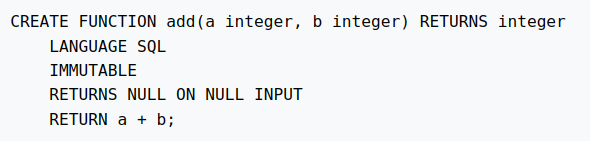 CREATE FUNCTION add(a integer, b integer) RETURNS integer
    LANGUAGE SQL
    IMMUTABLE
    RETURNS NULL ON NULL INPUT
    RETURN a + b;